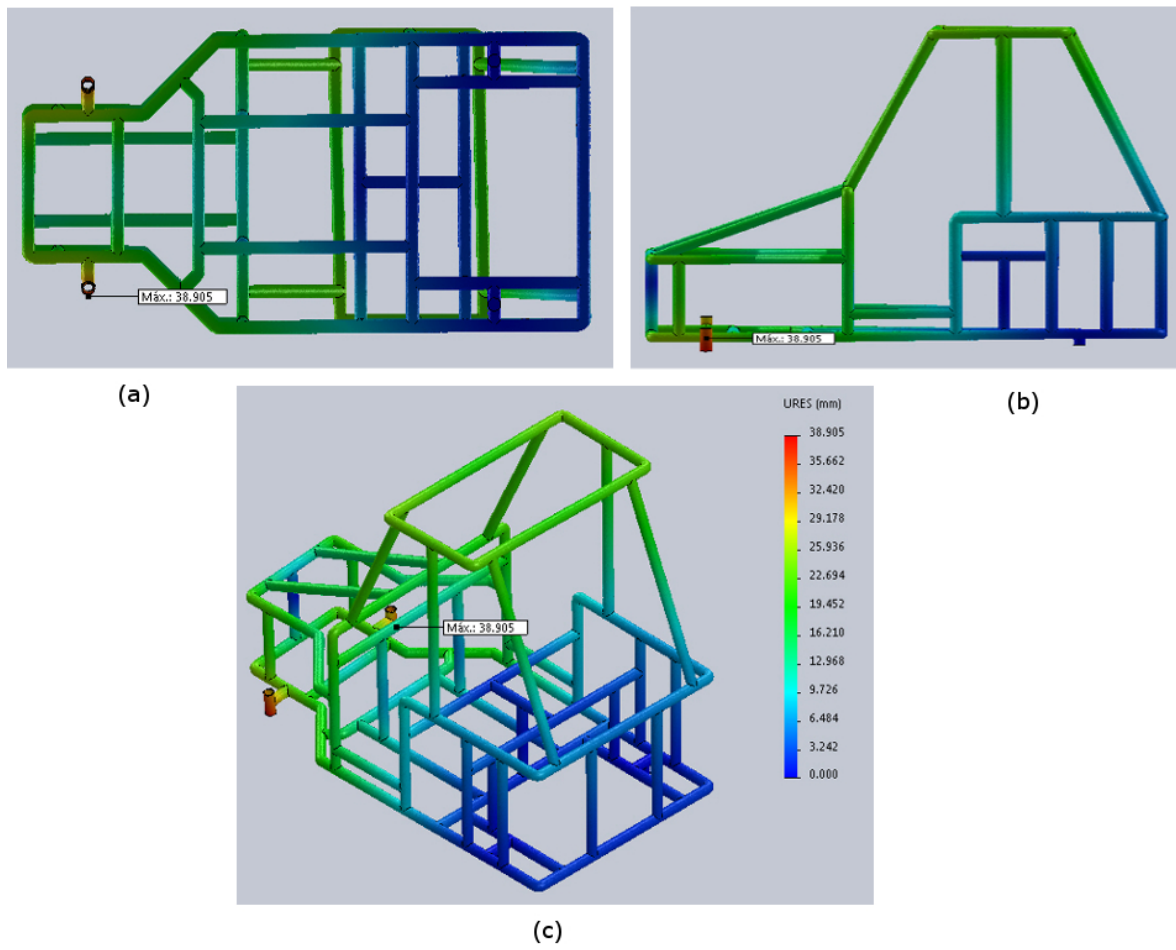 Máx.: 38.905
Máx.: 38.905
(a)
(b)
URES (mm)
38.905
35.662
32.420
29.178
25.936
22.694
19.452
16.210
12.968
9.726
6.484
3.242
0.000
Máx.: 38.905
(c)